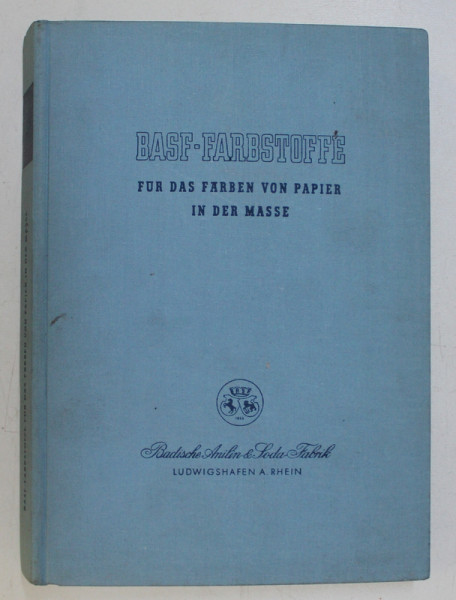 BASF-FARBSTOFFE
FÜR DAS FÄRBEN VON PAPIER
IN DER MASSE
Badische Anilin & Soda-Fabrik
LUDWIGSHAFEN A. RHEIN